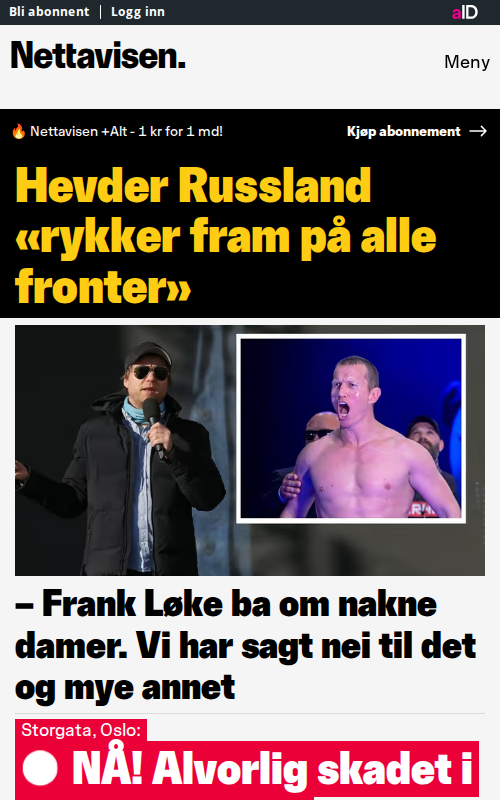 Bli abonnent | Logg inn
aID
Nettavisen.
Meny
🔥 Nettavisen +Alt - 1 kr for 1 md!
Kjøp abonnement →
Hevder Russland
«rykker fram på alle
fronter»
– Frank Løke ba om nakne
damer. Vi har sagt nei til det
og mye annet
Storgata, Oslo:
NÅ! Alvorlig skadet i